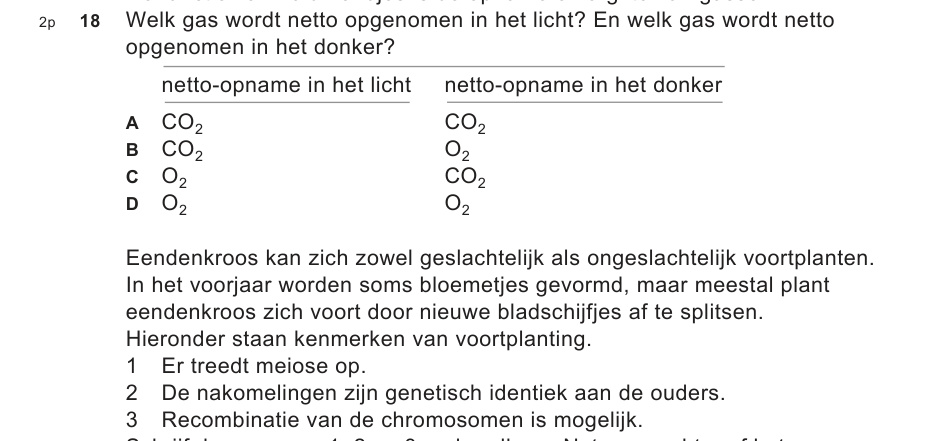 2p 18 Welk gas wordt netto opgenomen in het licht? En welk gas wordt netto
opgenomen in het donker?
netto-opname in het licht netto-opname in het donker
A CO₂ CO₂
B CO₂ O₂
C O₂ CO₂
D O₂ O₂
Eendenkroos kan zich zowel geslachtelijk als ongeslachtelijk voortplanten.
In het voorjaar worden soms bloemetjes gevormd, maar meestal plant
eendenkroos zich voort door nieuwe bladschijfjes af te splitsen.
Hieronder staan kenmerken van voortplanting.
1 Er treedt meiose op.
2 De nakomelingen zijn genetisch identiek aan de ouders.
3 Recombinatie van de chromosomen is mogelijk.